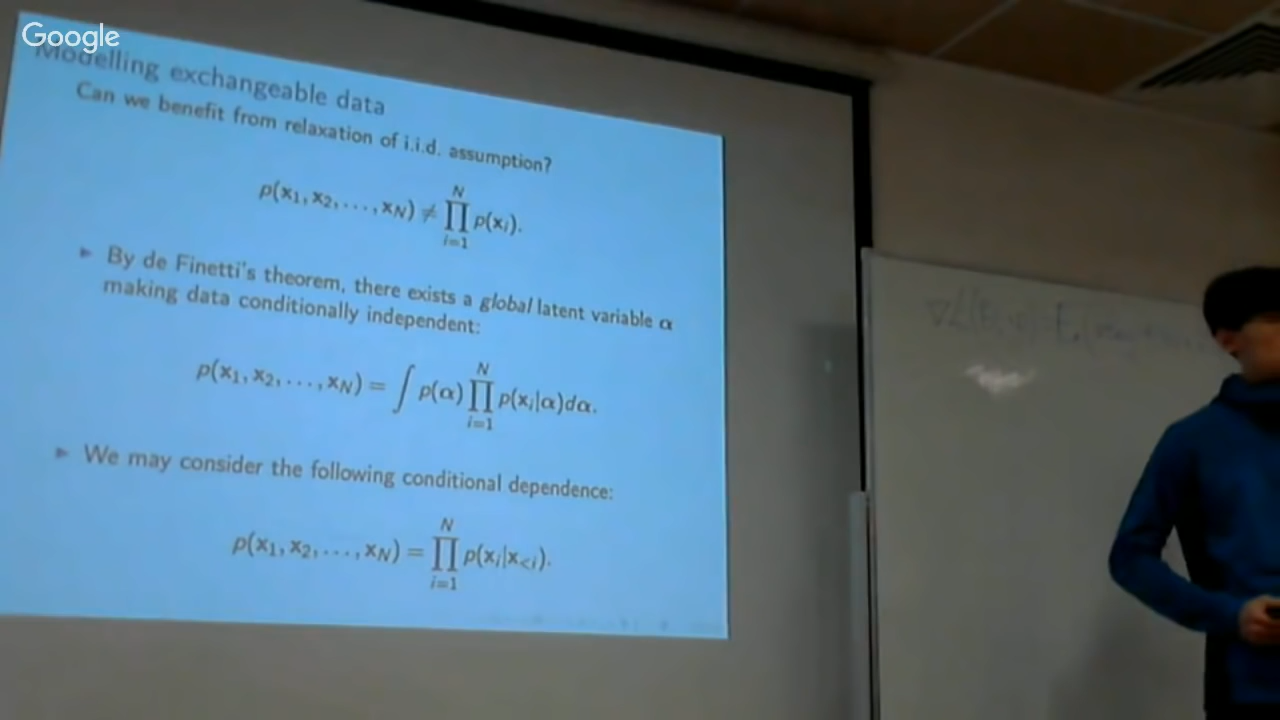 Google
Modelling exchangeable data
Can we benefit from relaxation of i.i.d. assumption?
p(x₁, x₂, . . . , x_N) ≠ ∏_{i=1}^{N} p(xᵢ).
► By de Finetti's theorem, there exists a global latent variable α
making data conditionally independent:
p(x₁, x₂, . . . , x_N) = ∫ p(α) ∏_{i=1}^{N} p(xᵢ|α)dα.
► We may consider the following conditional dependence:
p(x₁, x₂, . . . , x_N) = ∏_{i=1}^{N} p(xᵢ|x_{<i}).